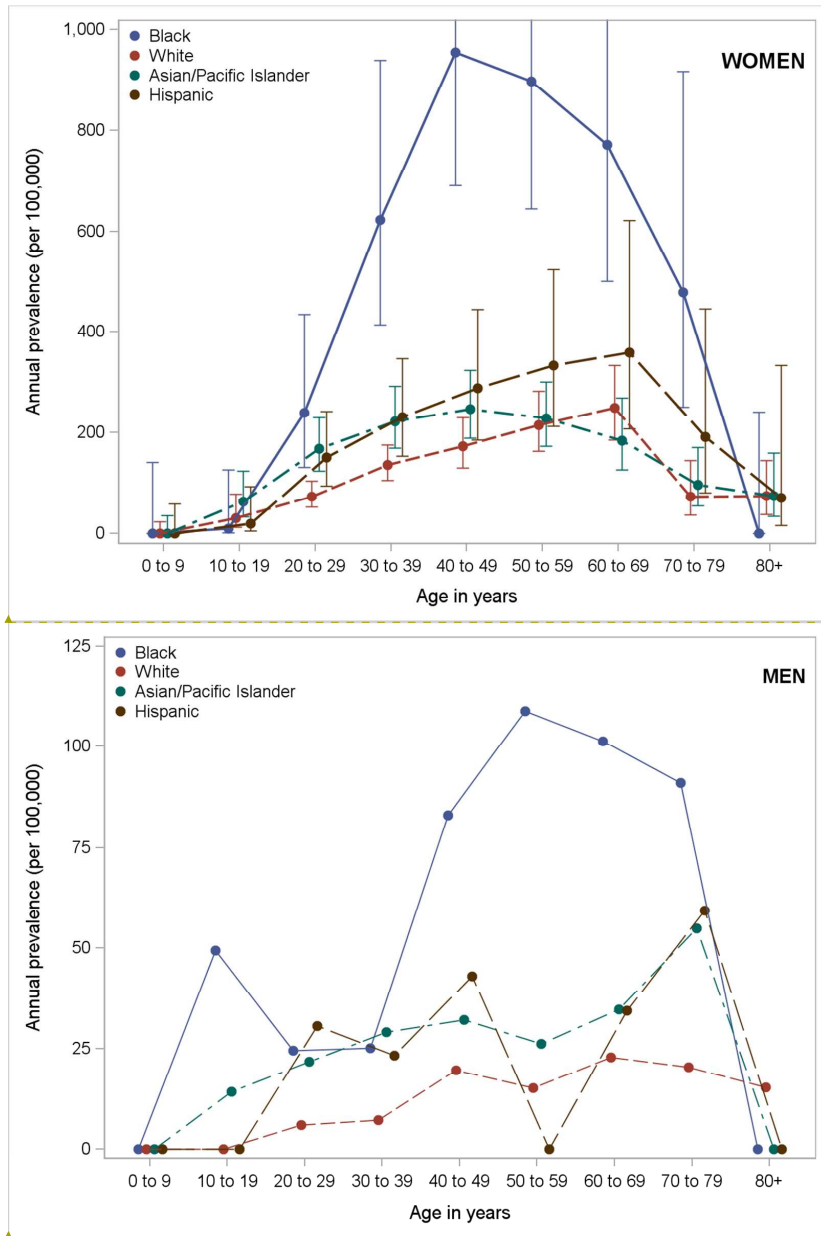 1,000
800
600
400
200
0
Black
White
Asian/Pacific Islander
Hispanic
WOMEN
Annual prevalence (per 100,000)
0 to 9 10 to 19 20 to 29 30 to 39 40 to 49 50 to 59 60 to 69 70 to 79 80+
Age in years
125
100
75
50
25
0
Black
White
Asian/Pacific Islander
Hispanic
MEN
Annual prevalence (per 100,000)
0 to 9 10 to 19 20 to 29 30 to 39 40 to 49 50 to 59 60 to 69 70 to 79 80+
Age in years